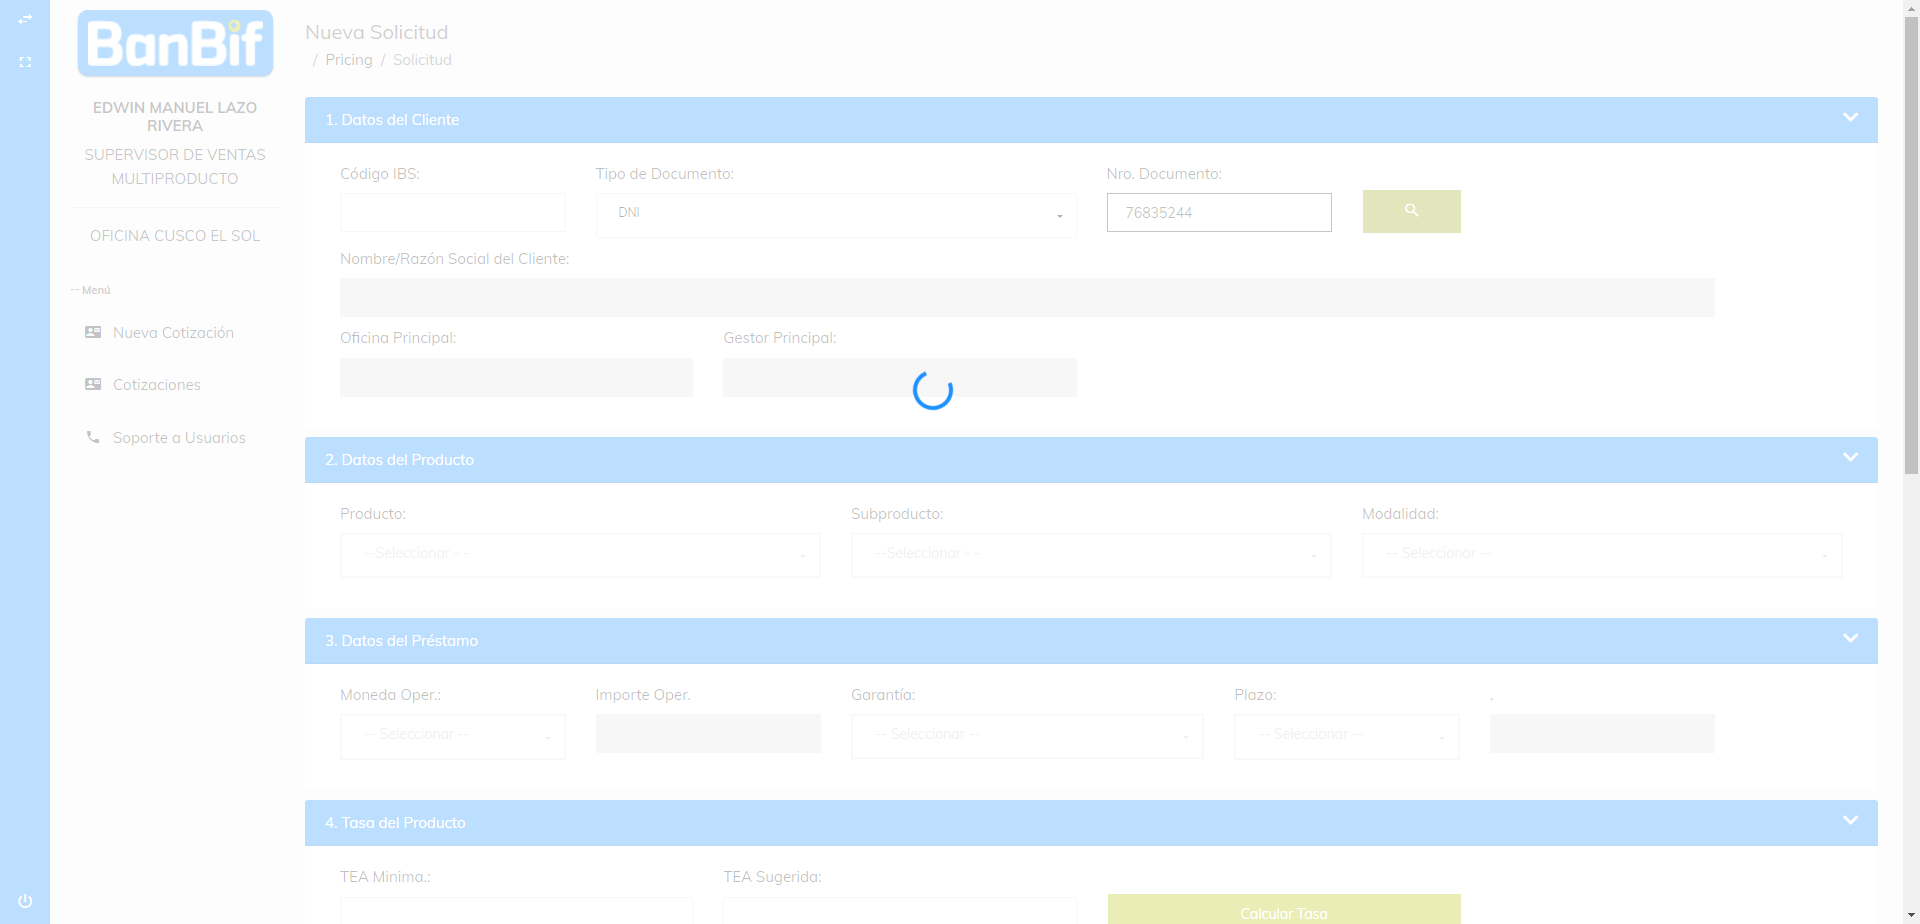 BanBif
EDWIN MANUEL LAZO
RIVERA
SUPERVISOR DE VENTAS
MULTIPRODUCTO
OFICINA CUSCO EL SOL
-- Menú
Nueva Cotización
Cotizaciones
Soporte a Usuarios
Nueva Solicitud
/ Pricing / Solicitud
1. Datos del Cliente
Código IBS: Tipo de Documento: Nro. Documento:
DNI 76835244
Nombre/Razón Social del Cliente:
Oficina Principal: Gestor Principal:
2. Datos del Producto
Producto: Subproducto: Modalidad:
--Seleccionar - - --Seleccionar - - -- Seleccionar --
3. Datos del Préstamo
Moneda Oper.: Importe Oper. Garantía: Plazo: .
-- Seleccionar -- -- Seleccionar -- -- Seleccionar --
4. Tasa del Producto
TEA Minima.: TEA Sugerida:
Calcular Tasa